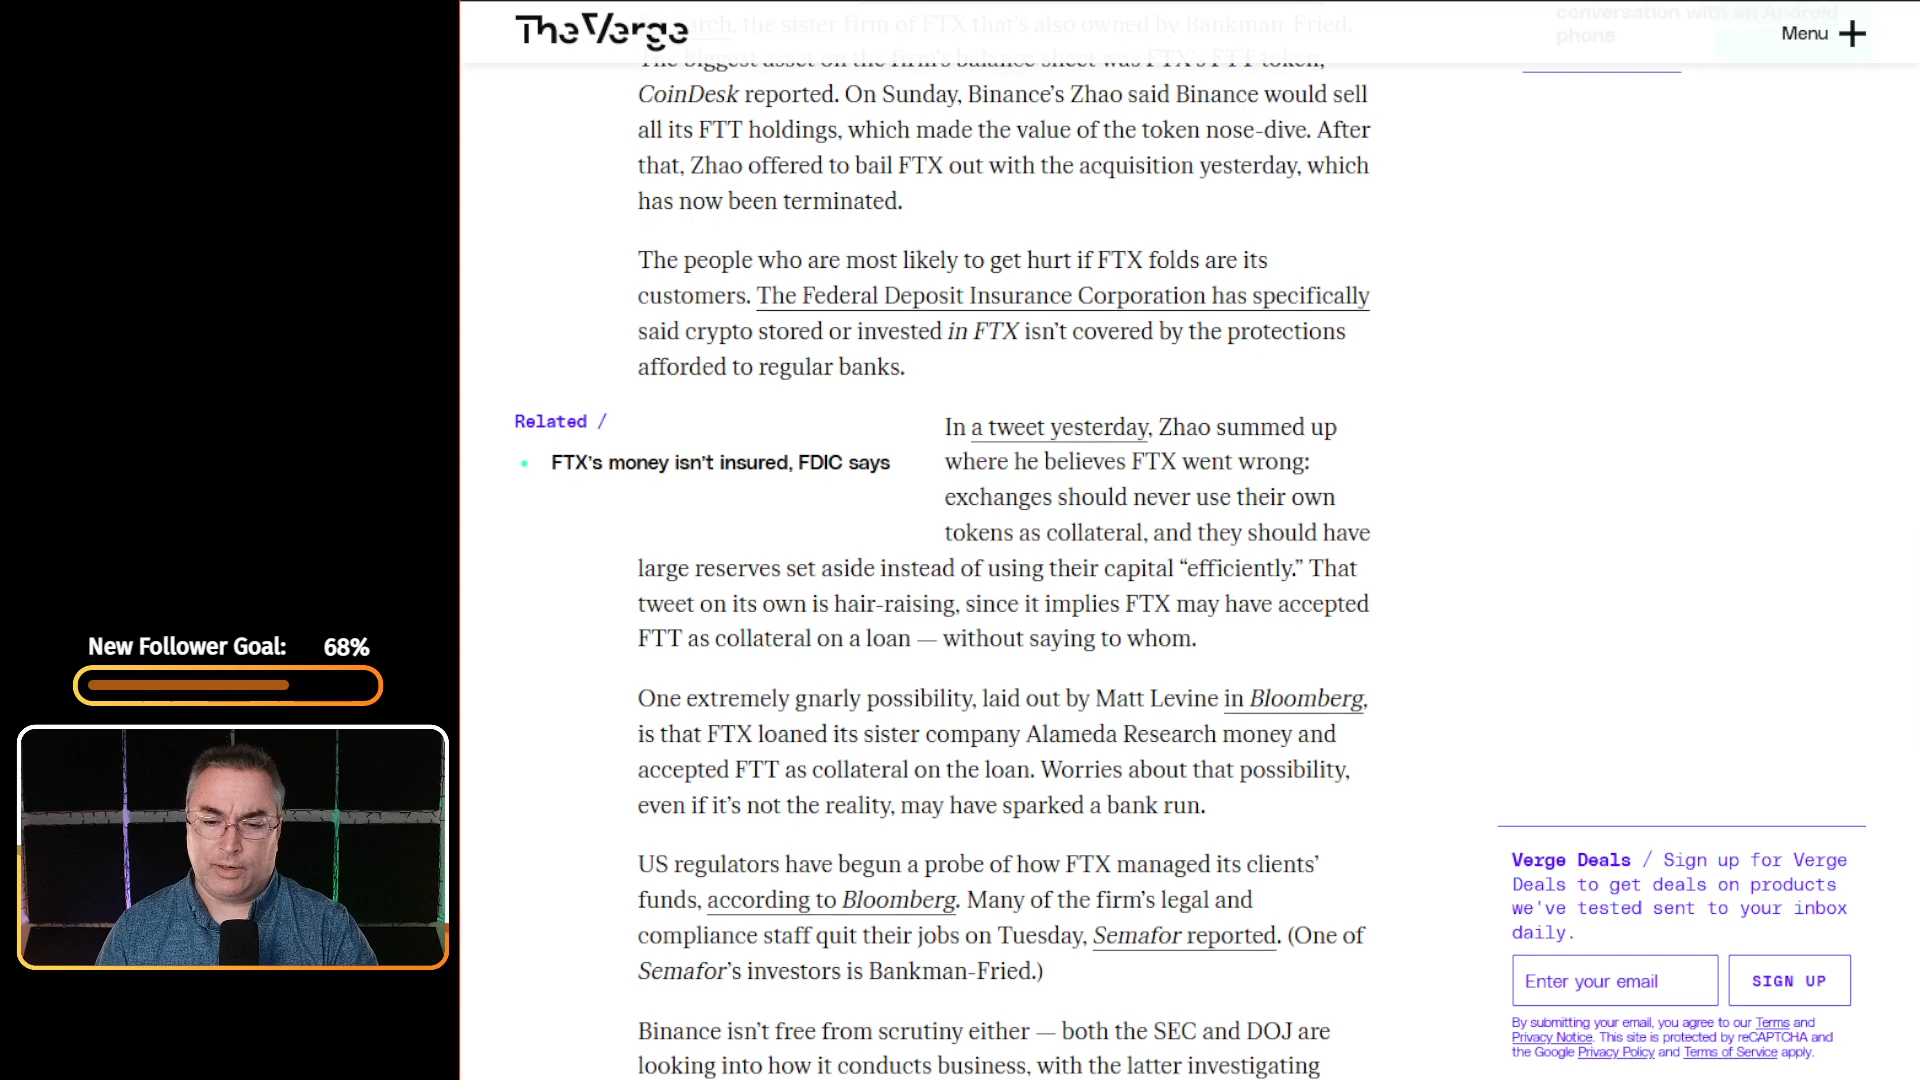 The Verge
arch, the sister firm of FTX that's also owned by Bankman-Fried.
conversation with an Android
phone
Menu
The biggest asset on the firm's balance sheet was FTX's FTT token,
CoinDesk reported. On Sunday, Binance's Zhao said Binance would sell
all its FTT holdings, which made the value of the token nose-dive. After
that, Zhao offered to bail FTX out with the acquisition yesterday, which
has now been terminated.
The people who are most likely to get hurt if FTX folds are its
customers. The Federal Deposit Insurance Corporation has specifically
said crypto stored or invested in FTX isn't covered by the protections
afforded to regular banks.
Related /
FTX's money isn't insured, FDIC says
In a tweet yesterday, Zhao summed up
where he believes FTX went wrong:
exchanges should never use their own
tokens as collateral, and they should have
large reserves set aside instead of using their capital “efficiently.” That
tweet on its own is hair-raising, since it implies FTX may have accepted
FTT as collateral on a loan — without saying to whom.
One extremely gnarly possibility, laid out by Matt Levine in Bloomberg,
is that FTX loaned its sister company Alameda Research money and
accepted FTT as collateral on the loan. Worries about that possibility,
even if it's not the reality, may have sparked a bank run.
US regulators have begun a probe of how FTX managed its clients'
funds, according to Bloomberg. Many of the firm's legal and
compliance staff quit their jobs on Tuesday, Semafor reported. (One of
Semafor's investors is Bankman-Fried.)
Binance isn't free from scrutiny either — both the SEC and DOJ are
looking into how it conducts business, with the latter investigating
New Follower Goal: 68%
Verge Deals / Sign up for Verge
Deals to get deals on products
we've tested sent to your inbox
daily.
Enter your email
SIGN UP
By submitting your email, you agree to our Terms and
Privacy Notice. This site is protected by reCAPTCHA and
the Google Privacy Policy and Terms of Service apply.